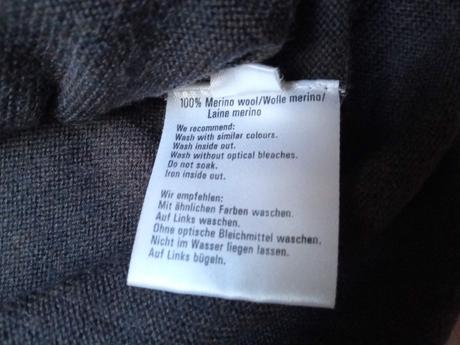 100% Merino wool/Wolle merino/
Laine merino
We recommend:
Wash with similar colours.
Wash inside out.
Wash without optical bleaches.
Do not soak.
Iron inside out.
Wir empfehlen:
Mit ähnlichen Farben waschen.
Auf Links waschen.
Ohne optische Bleichmittel waschen.
Nicht im Wasser liegen lassen.
Auf Links bügeln.